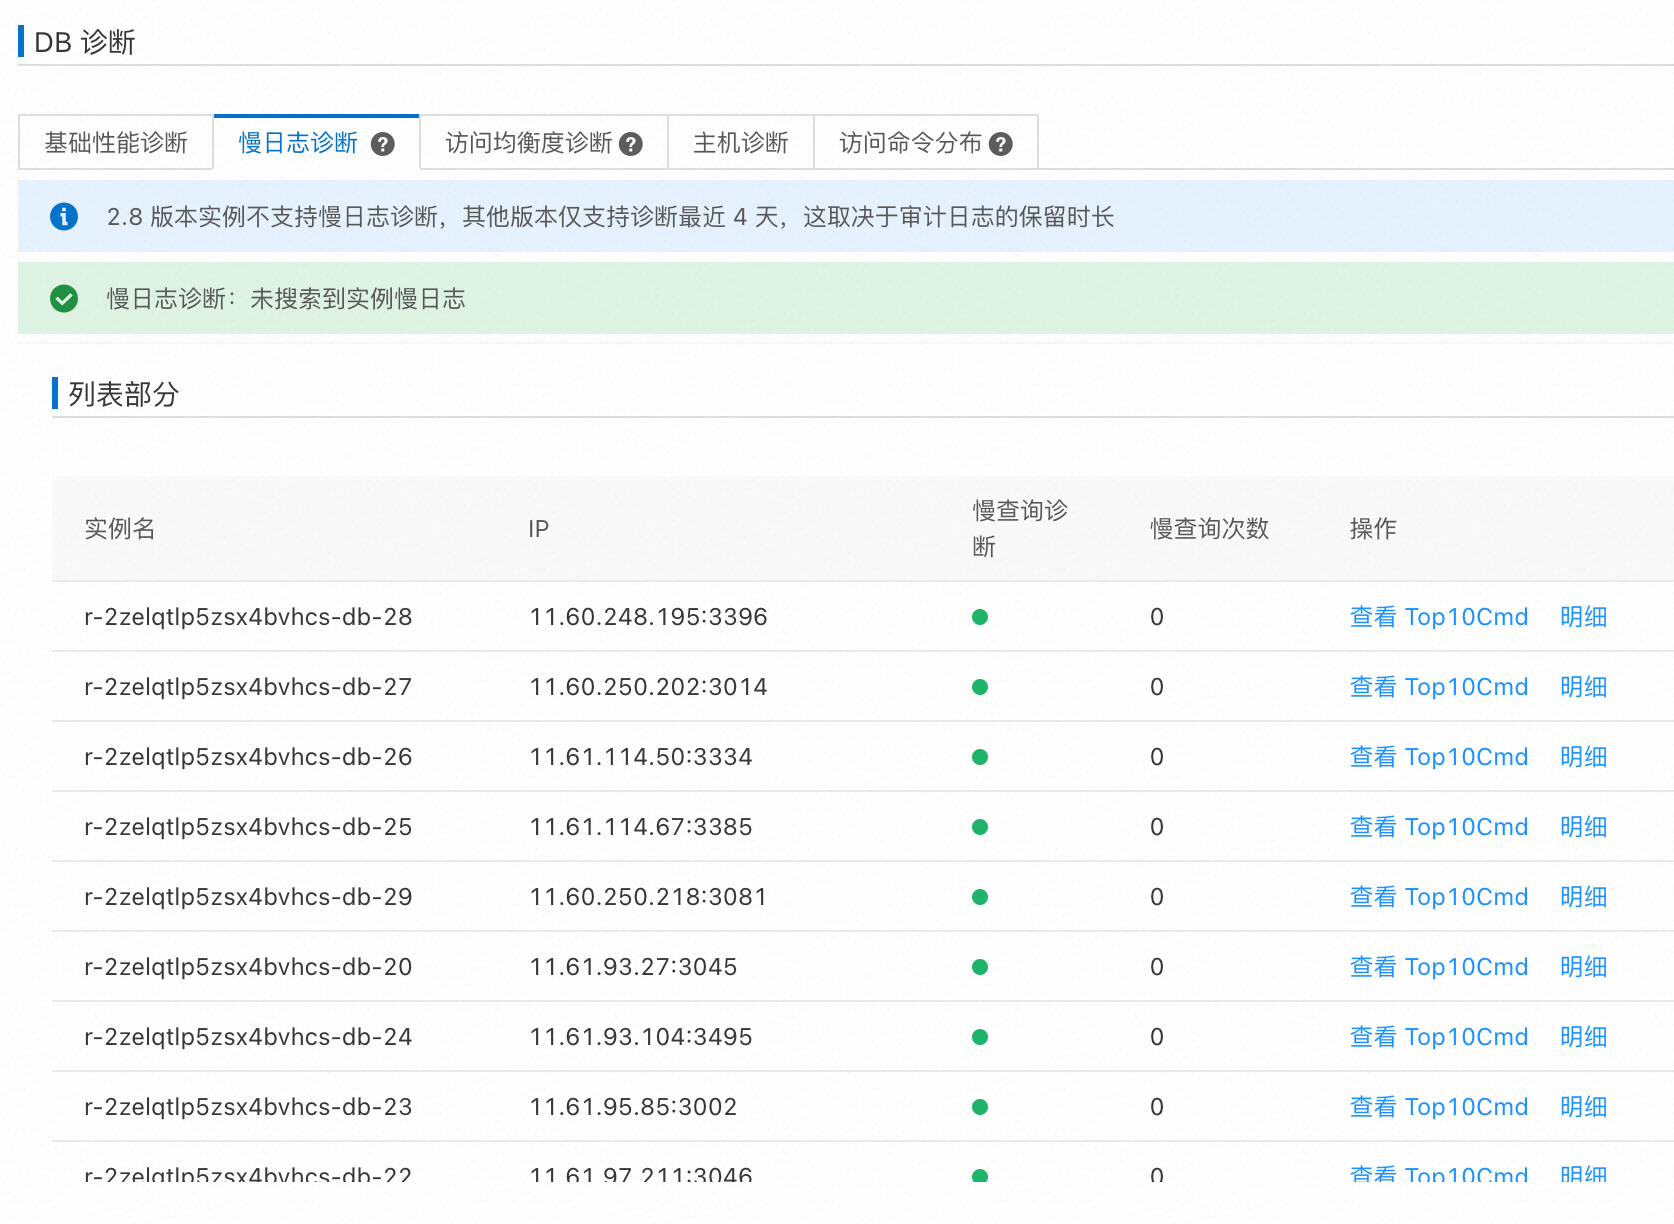 DB 诊断
基础性能诊断 慢日志诊断 ? 访问均衡度诊断 ? 主机诊断 访问命令分布 ?
2.8 版本实例不支持慢日志诊断，其他版本仅支持诊断最近 4 天，这取决于审计日志的保留时长
慢日志诊断：未搜索到实例慢日志
列表部分
实例名 IP 慢查询诊断 慢查询次数 操作
r-2zelqtlp5zsx4bvhcs-db-28 11.60.248.195:3396 0 查看 Top10Cmd 明细
r-2zelqtlp5zsx4bvhcs-db-27 11.60.250.202:3014 0 查看 Top10Cmd 明细
r-2zelqtlp5zsx4bvhcs-db-26 11.61.114.50:3334 0 查看 Top10Cmd 明细
r-2zelqtlp5zsx4bvhcs-db-25 11.61.114.67:3385 0 查看 Top10Cmd 明细
r-2zelqtlp5zsx4bvhcs-db-29 11.60.250.218:3081 0 查看 Top10Cmd 明细
r-2zelqtlp5zsx4bvhcs-db-20 11.61.93.27:3045 0 查看 Top10Cmd 明细
r-2zelqtlp5zsx4bvhcs-db-24 11.61.93.104:3495 0 查看 Top10Cmd 明细
r-2zelqtlp5zsx4bvhcs-db-23 11.61.95.85:3002 0 查看 Top10Cmd 明细
r-2zelqtlp5zsx4bvhcs-db-22 11.61.97.211:3046 0 查看 Top10Cmd 明细